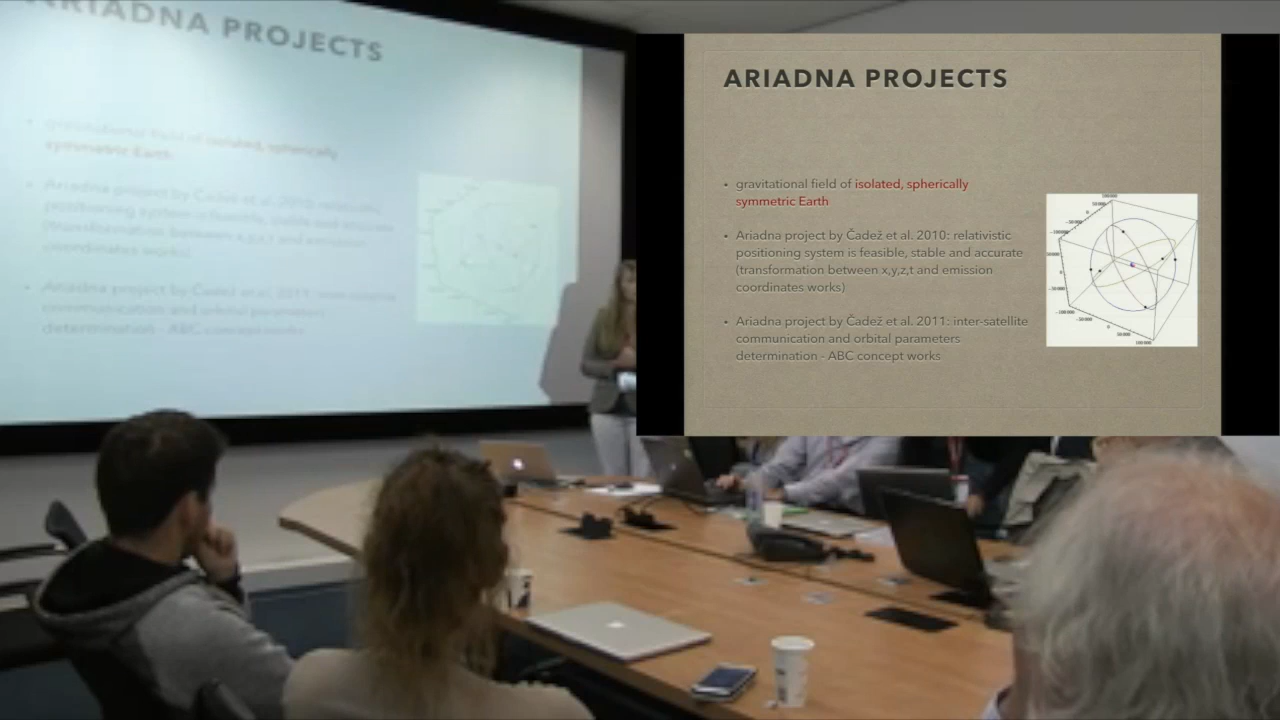 ARIADNA PROJECTS
ARIADNA PROJECTS
• gravitational field of isolated, spherically
symmetric Earth
• Ariadna project by Čadež et al. 2010: relativistic
positioning system is feasible, stable and accurate
(transformation between x,y,z,t and emission
coordinates works)
• Ariadna project by Čadež et al. 2011: inter-satellite
communication and orbital parameters
determination - ABC concept works